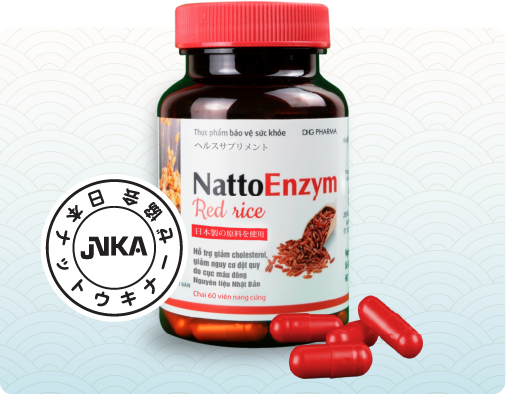 Thực phẩm bảo vệ sức khỏe
DHG PHARMA
ヘルスサプリメント
NattoEnzym
Red rice
日本製の原料を使用
Hỗ trợ giảm cholesterol,
giảm nguy cơ đột quỵ
do cục máu đông
Nguyên liệu Nhật Bản
Chai 60 viên nang cứng
日本ナットウキナーゼ協会
JNKA